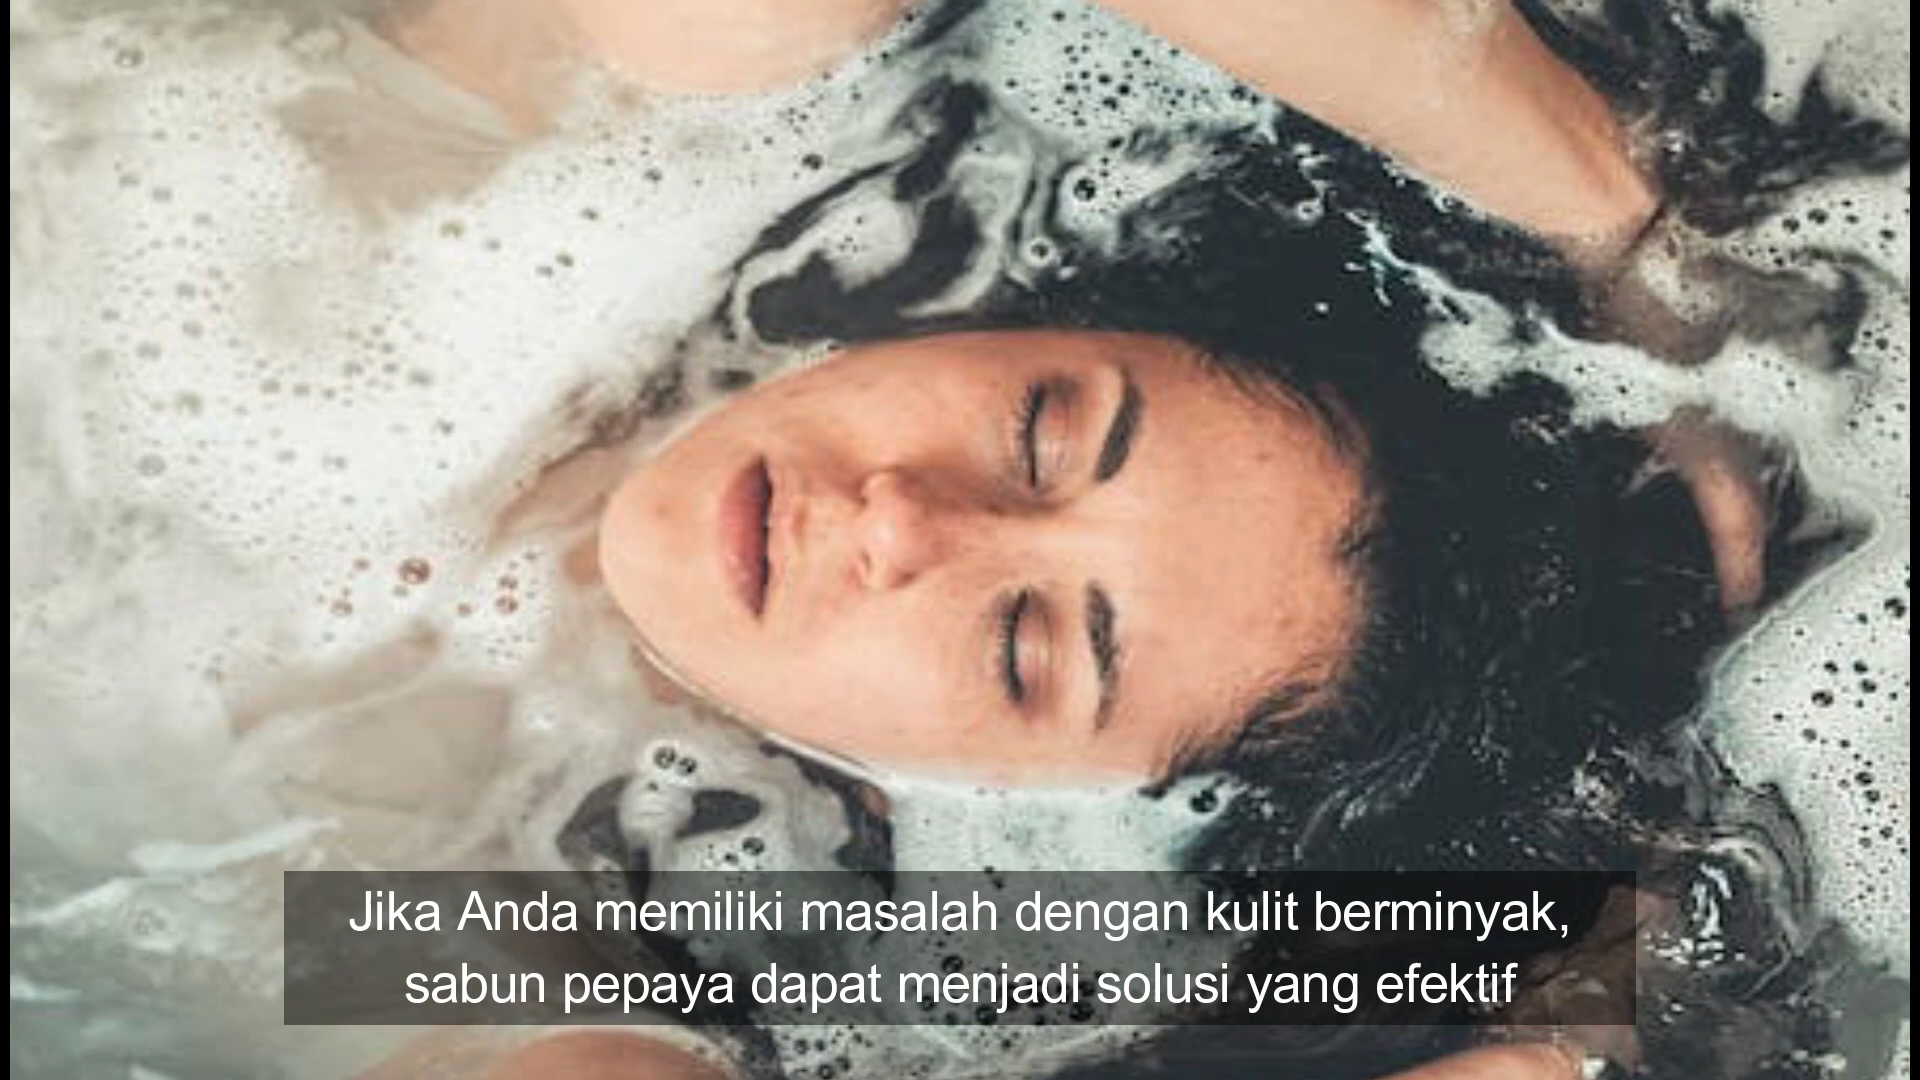 Jika Anda memiliki masalah dengan kulit berminyak,
sabun pepaya dapat menjadi solusi yang efektif